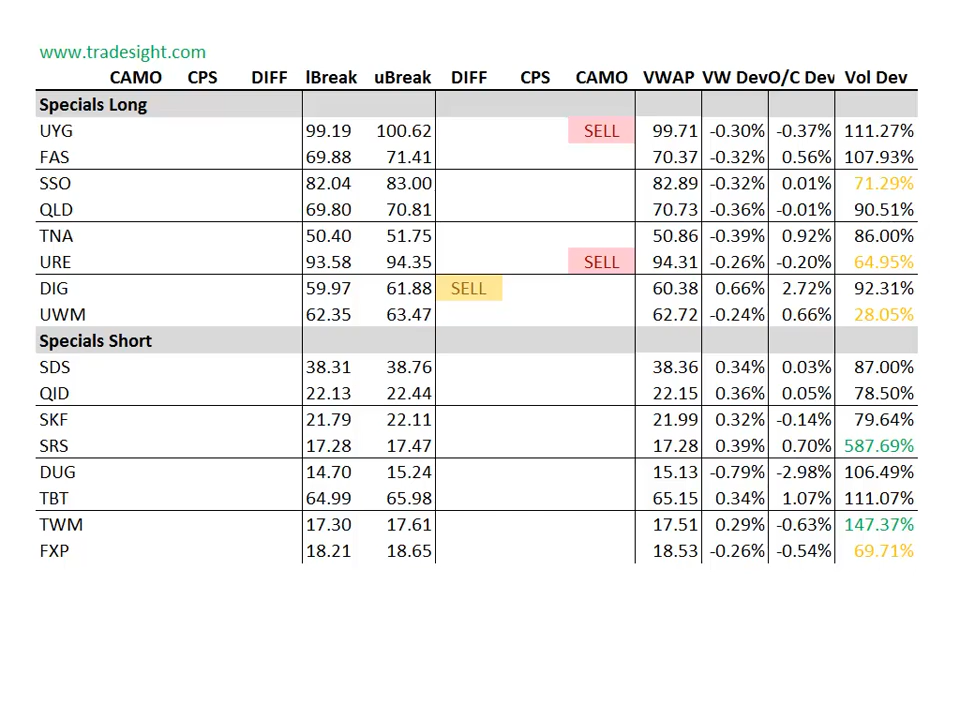 www.tradesight.com
CAMO CPS DIFF lBreak uBreak DIFF CPS CAMO VWAP VW Dev O/C Dev Vol Dev
Specials Long
UYG 99.19 100.62 SELL 99.71 -0.30% -0.37% 111.27%
FAS 69.88 71.41 70.37 -0.32% 0.56% 107.93%
SSO 82.04 83.00 82.89 -0.32% 0.01% 71.29%
QLD 69.80 70.81 70.73 -0.36% -0.01% 90.51%
TNA 50.40 51.75 50.86 -0.39% 0.92% 86.00%
URE 93.58 94.35 SELL 94.31 -0.26% -0.20% 64.95%
DIG 59.97 61.88 SELL 60.38 0.66% 2.72% 92.31%
UWM 62.35 63.47 62.72 -0.24% 0.66% 28.05%
Specials Short
SDS 38.31 38.76 38.36 0.34% 0.03% 87.00%
QID 22.13 22.44 22.15 0.36% 0.05% 78.50%
SKF 21.79 22.11 21.99 0.32% -0.14% 79.64%
SRS 17.28 17.47 17.28 0.39% 0.70% 587.69%
DUG 14.70 15.24 15.13 -0.79% -2.98% 106.49%
TBT 64.99 65.98 65.15 0.34% 1.07% 111.07%
TWM 17.30 17.61 17.51 0.29% -0.63% 147.37%
FXP 18.21 18.65 18.53 -0.26% -0.54% 69.71%